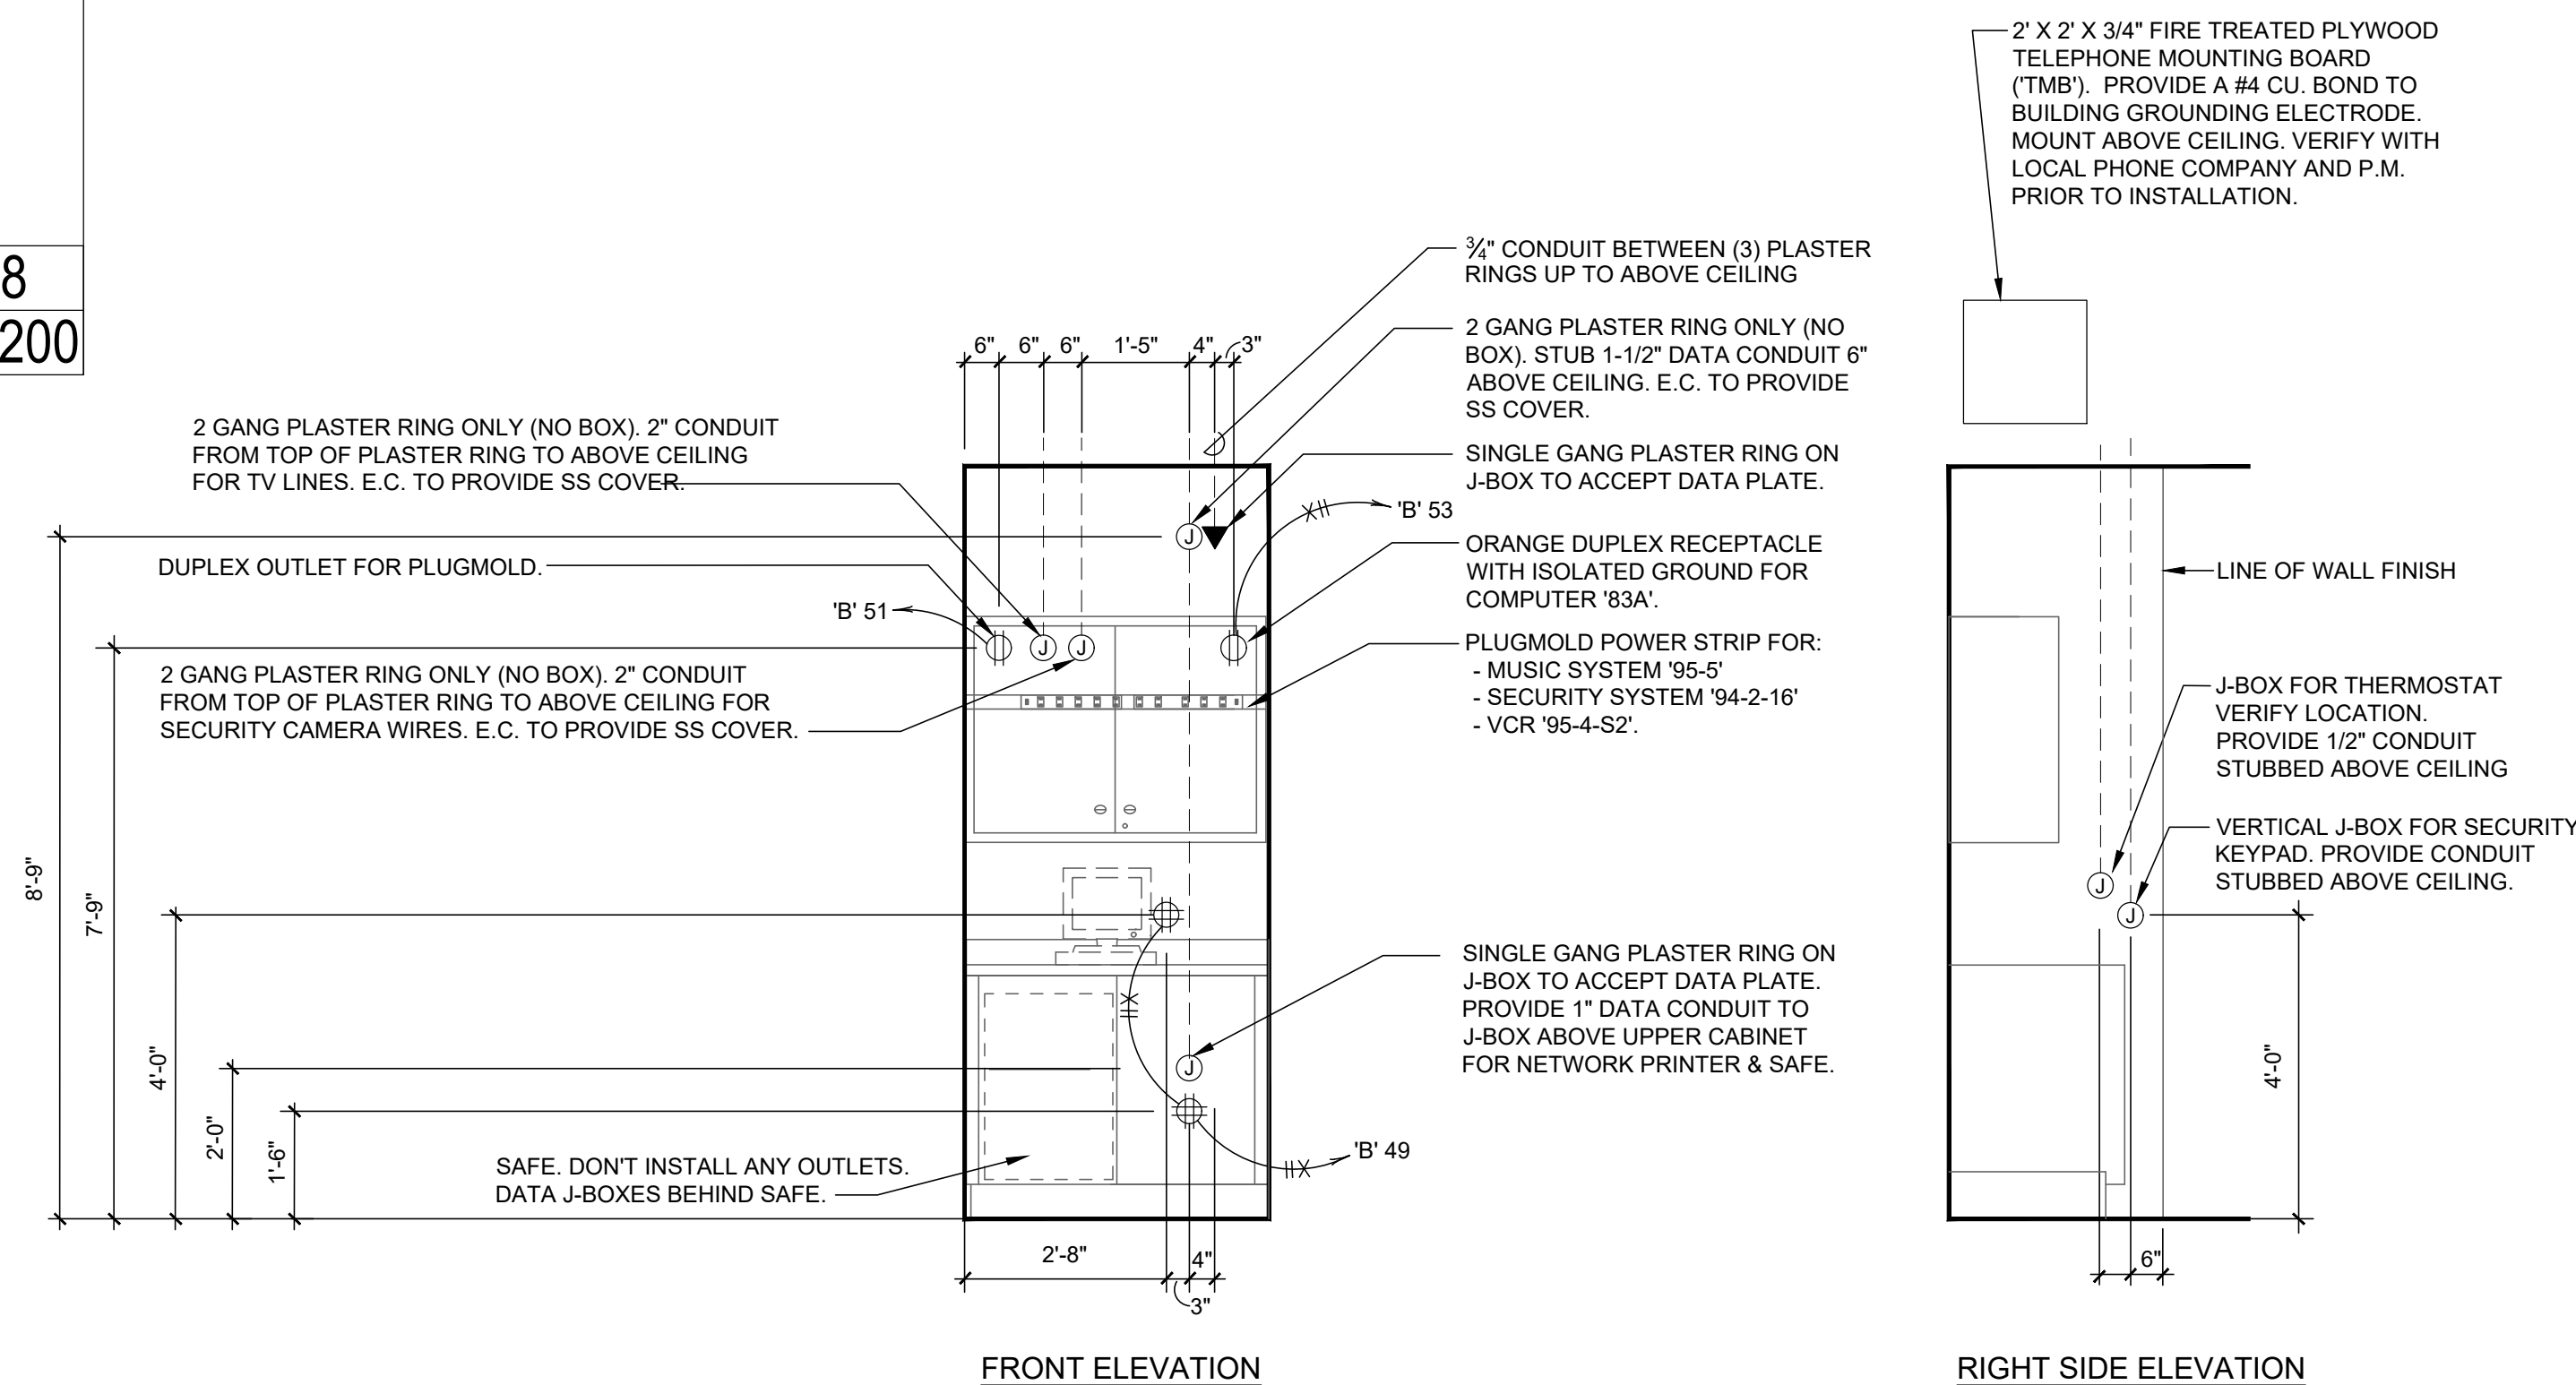 8
200
2' X 2' X 3/4" FIRE TREATED PLYWOOD
TELEPHONE MOUNTING BOARD
('TMB').  PROVIDE A #4 CU. BOND TO
BUILDING GROUNDING ELECTRODE.
MOUNT ABOVE CEILING. VERIFY WITH
LOCAL PHONE COMPANY AND P.M.
PRIOR TO INSTALLATION.
¾" CONDUIT BETWEEN (3) PLASTER
RINGS UP TO ABOVE CEILING
2 GANG PLASTER RING ONLY (NO
BOX). STUB 1-1/2" DATA CONDUIT 6"
ABOVE CEILING. E.C. TO PROVIDE
SS COVER.
SINGLE GANG PLASTER RING ON
J-BOX TO ACCEPT DATA PLATE.
'B' 53
ORANGE DUPLEX RECEPTACLE
WITH ISOLATED GROUND FOR
COMPUTER '83A'.
PLUGMOLD POWER STRIP FOR:
- MUSIC SYSTEM '95-5'
- SECURITY SYSTEM '94-2-16'
- VCR '95-4-S2'.
6" 6" 6" 1'-5" 4" 3"
2 GANG PLASTER RING ONLY (NO BOX). 2" CONDUIT
FROM TOP OF PLASTER RING TO ABOVE CEILING
FOR TV LINES. E.C. TO PROVIDE SS COVER.
DUPLEX OUTLET FOR PLUGMOLD.
'B' 51
2 GANG PLASTER RING ONLY (NO BOX). 2" CONDUIT
FROM TOP OF PLASTER RING TO ABOVE CEILING FOR
SECURITY CAMERA WIRES. E.C. TO PROVIDE SS COVER.
J
J J
J
8'-9"
7'-9"
4'-0"
2'-0"
1'-6"
SAFE. DON'T INSTALL ANY OUTLETS.
DATA J-BOXES BEHIND SAFE.
SINGLE GANG PLASTER RING ON
J-BOX TO ACCEPT DATA PLATE.
PROVIDE 1" DATA CONDUIT TO
J-BOX ABOVE UPPER CABINET
FOR NETWORK PRINTER & SAFE.
'B' 49
2'-8" 4"
3"
FRONT ELEVATION
LINE OF WALL FINISH
J-BOX FOR THERMOSTAT
VERIFY LOCATION.
PROVIDE 1/2" CONDUIT
STUBBED ABOVE CEILING
VERTICAL J-BOX FOR SECURITY
KEYPAD. PROVIDE CONDUIT
STUBBED ABOVE CEILING.
J
J
4'-0"
6"
RIGHT SIDE ELEVATION